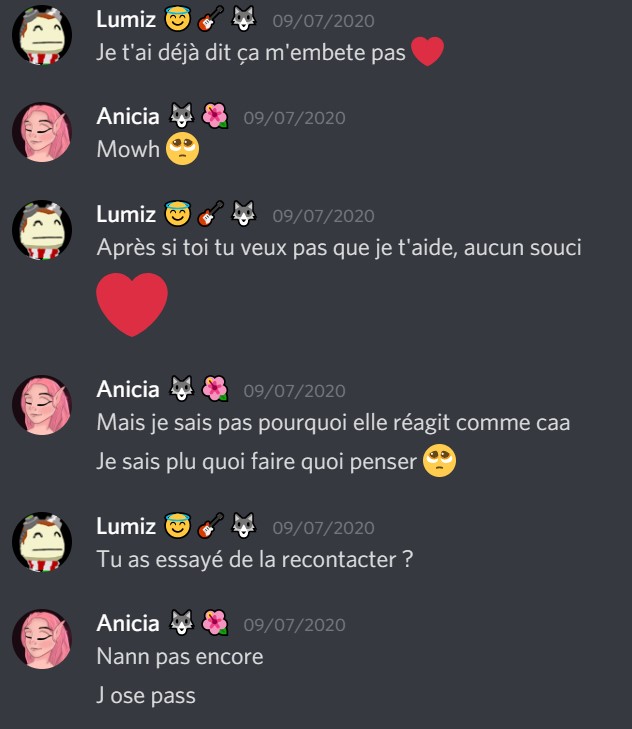 Lumiz 😇 🎸 🐺 09/07/2020
Je t'ai déjà dit ça m'embete pas ❤️
Anicia 🐺 🌺 09/07/2020
Mowh 🥺
Lumiz 😇 🎸 🐺 09/07/2020
Après si toi tu veux pas que je t'aide, aucun souci
❤️
Anicia 🐺 🌺 09/07/2020
Mais je sais pas pourquoi elle réagit comme caa
Je sais plu quoi faire quoi penser 🥺
Lumiz 😇 🎸 🐺 09/07/2020
Tu as essayé de la recontacter ?
Anicia 🐺 🌺 09/07/2020
Nann pas encore
J ose pass